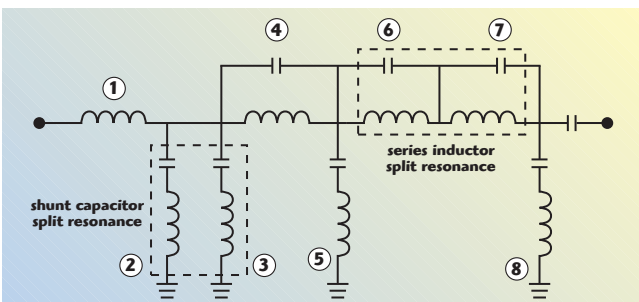 4
6
7
1
series inductor
split resonance
shunt capacitor
split resonance
2
3
5
8